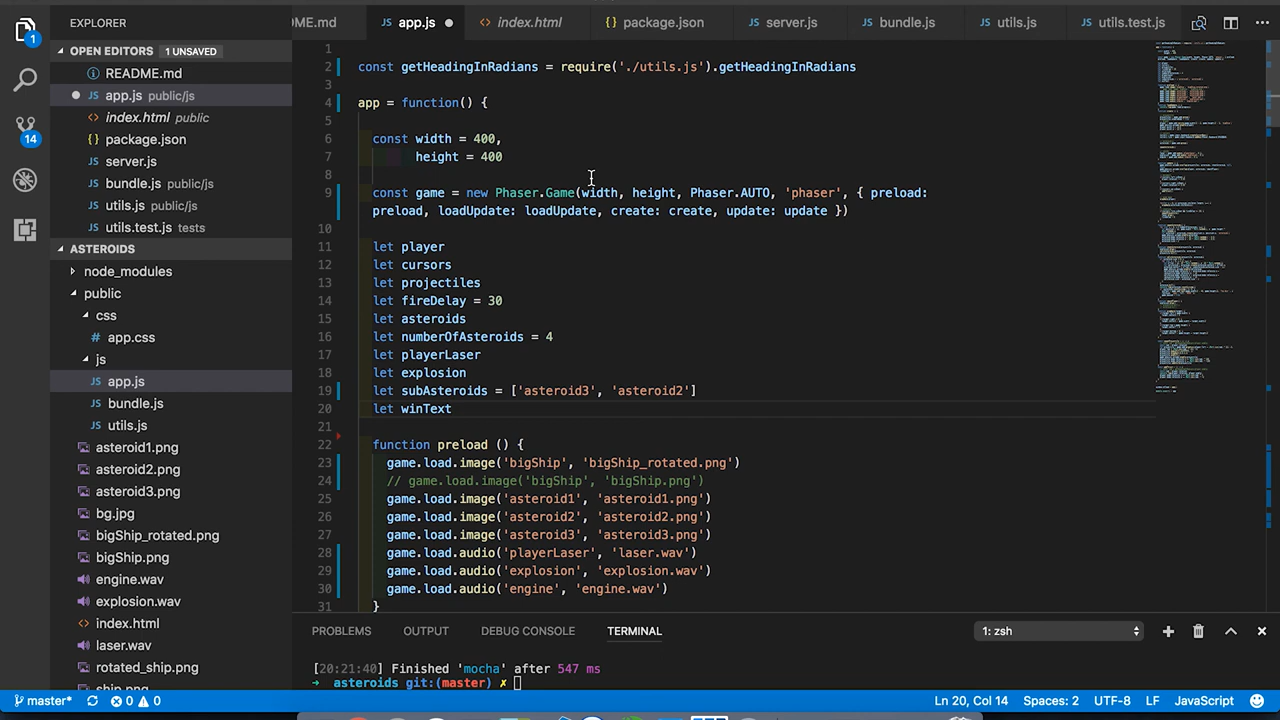 EXPLORER
OPEN EDITORS 1 UNSAVED
README.md
app.js public/js
index.html public
package.json
server.js
bundle.js public/js
utils.js public/js
utils.test.js tests
ASTEROIDS
node_modules
public
css
app.css
js
app.js
bundle.js
utils.js
asteroid1.png
asteroid2.png
asteroid3.png
bg.jpg
bigShip_rotated.png
bigShip.png
engine.wav
explosion.wav
index.html
laser.wav
rotated_ship.png
ship.png
1
14
ME.md app.js index.html package.json server.js bundle.js utils.js utils.test.js
1
2 const getHeadingInRadians = require('./utils.js').getHeadingInRadians
3
4 app = function() {
5
6 const width = 400,
7 height = 400
8
9 const game = new Phaser.Game(width, height, Phaser.AUTO, 'phaser', { preload:
preload, loadUpdate: loadUpdate, create: create, update: update })
10
11 let player
12 let cursors
13 let projectiles
14 let fireDelay = 30
15 let asteroids
16 let numberOfAsteroids = 4
17 let playerLaser
18 let explosion
19 let subAsteroids = ['asteroid3', 'asteroid2']
20 let winText
21
22 function preload () {
23 game.load.image('bigShip', 'bigShip_rotated.png')
24 // game.load.image('bigShip', 'bigShip.png')
25 game.load.image('asteroid1', 'asteroid1.png')
26 game.load.image('asteroid2', 'asteroid2.png')
27 game.load.image('asteroid3', 'asteroid3.png')
28 game.load.audio('playerLaser', 'laser.wav')
29 game.load.audio('explosion', 'explosion.wav')
30 game.load.audio('engine', 'engine.wav')
31 }
PROBLEMS OUTPUT DEBUG CONSOLE TERMINAL 1: zsh
[20:21:40] Finished 'mocha' after 547 ms
→ asteroids git:(master) ✗
master* 0 0 Ln 20, Col 14 Spaces: 2 UTF-8 LF JavaScript